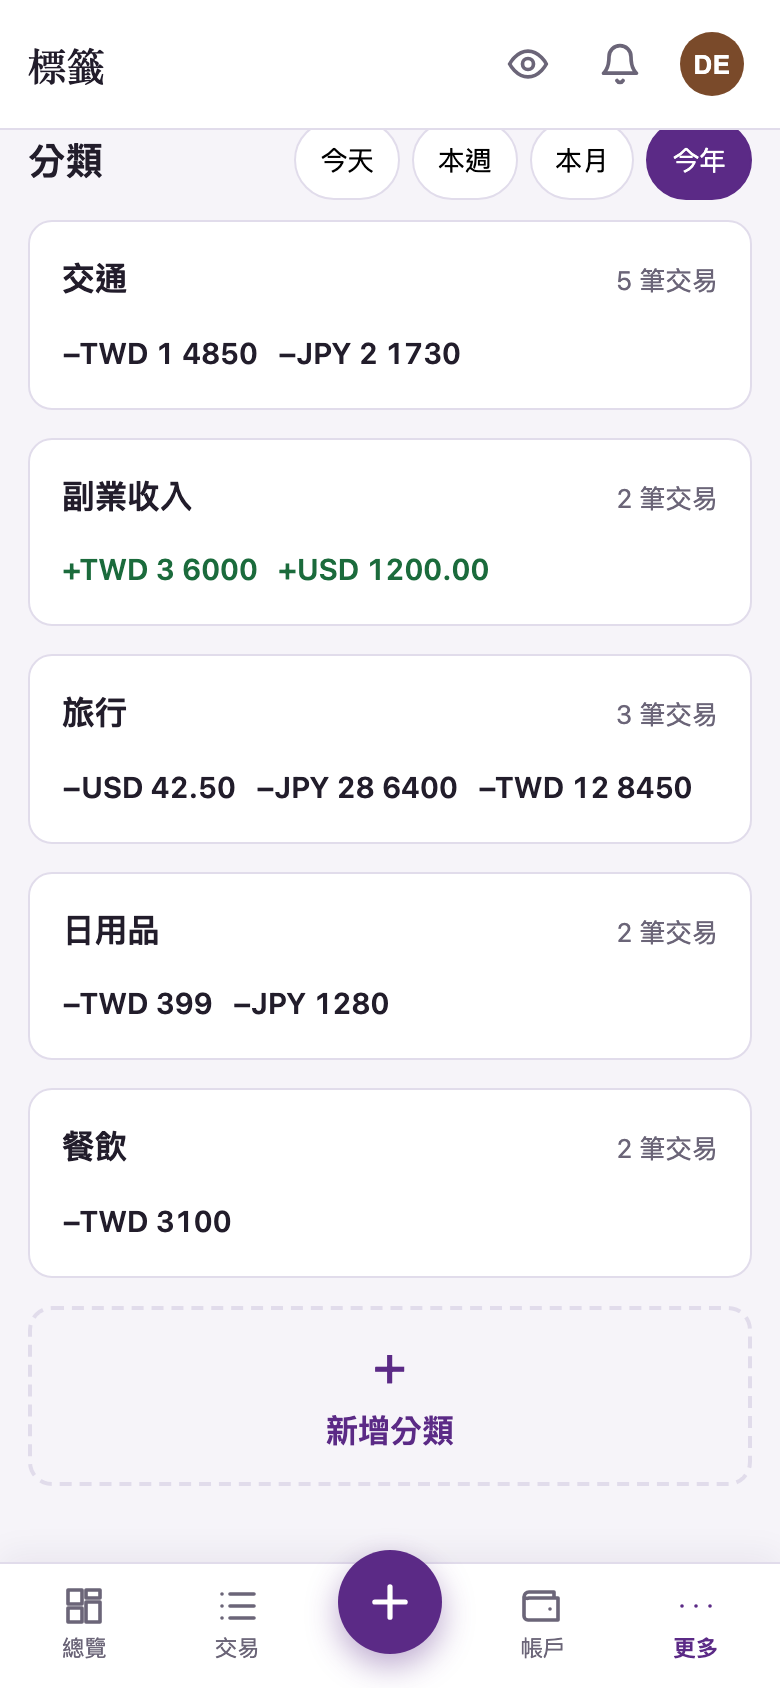 標籤
DE
分類
今天 本週 本月 今年
交通
5 筆交易
–TWD 1 4850 –JPY 2 1730
副業收入
2 筆交易
+TWD 3 6000 +USD 1200.00
旅行
3 筆交易
–USD 42.50 –JPY 28 6400 –TWD 12 8450
日用品
2 筆交易
–TWD 399 –JPY 1280
餐飲
2 筆交易
–TWD 3100
+
新增分類
總覽 交易 帳戶 更多